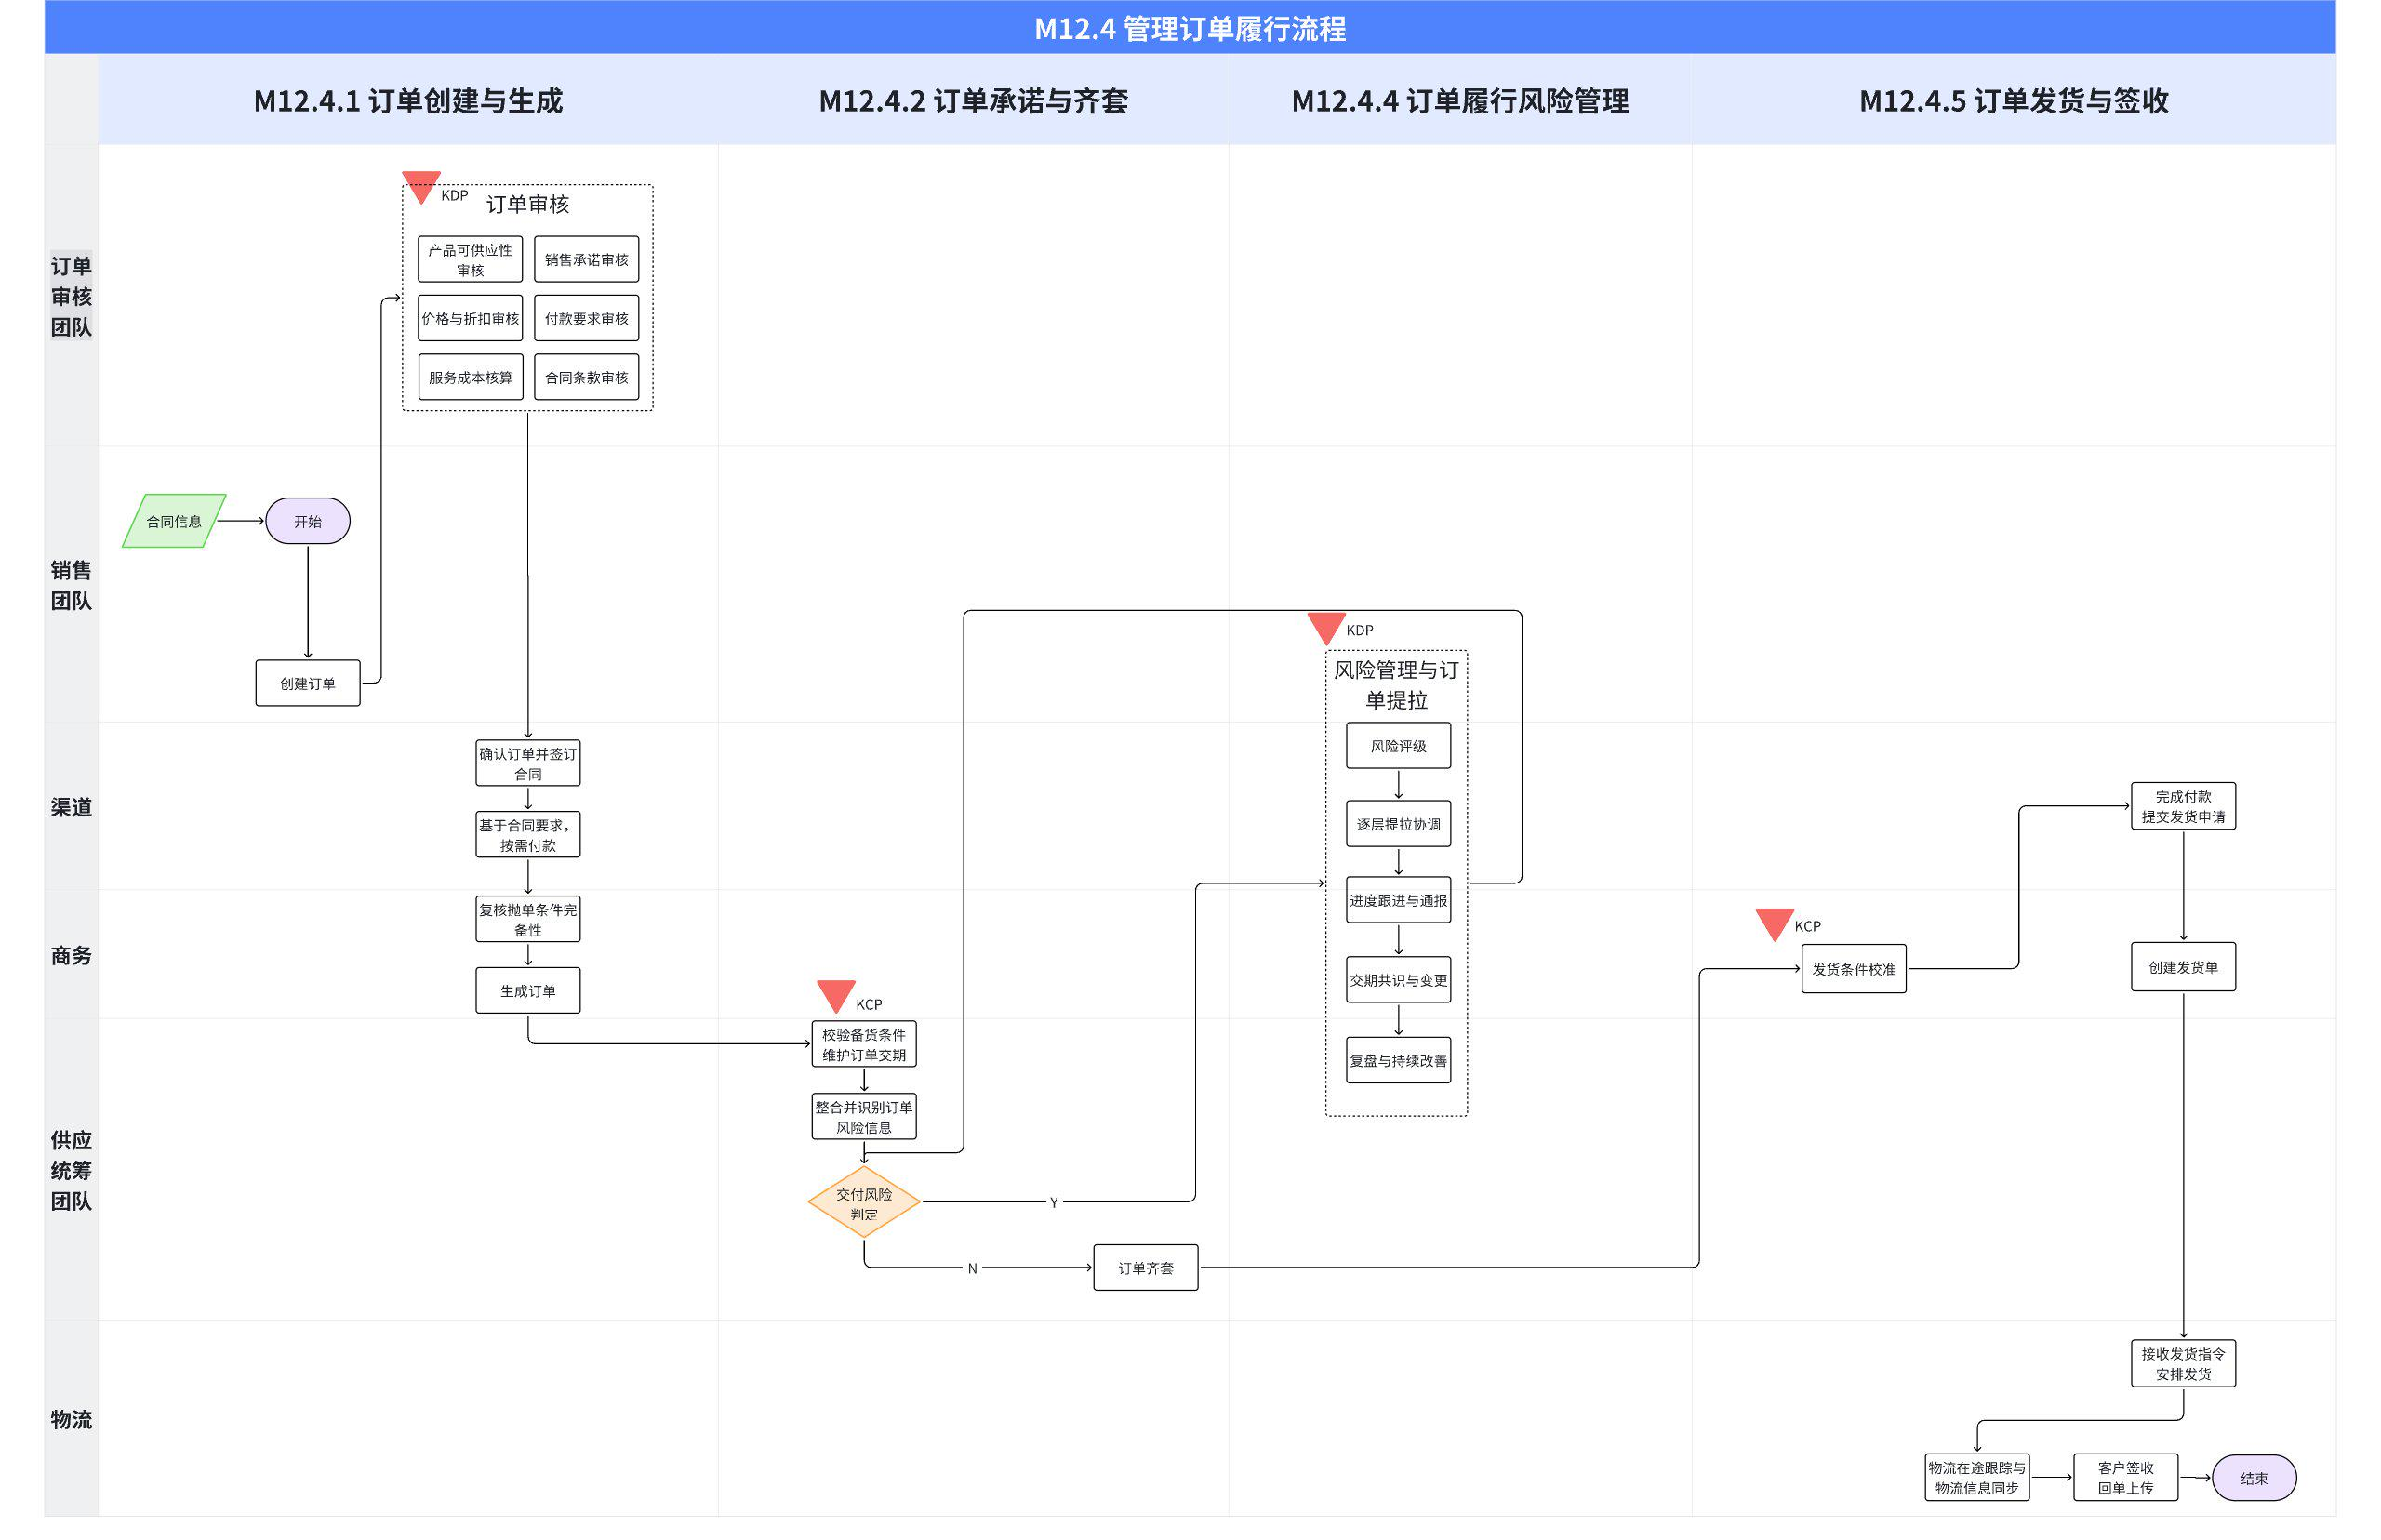 M12.4 管理订单履行流程
M12.4.1 订单创建与生成
M12.4.2 订单承诺与齐套
M12.4.4 订单履行风险管理
M12.4.5 订单发货与签收
订单
审核
团队
KDP
订单审核
产品可供应性
审核
销售承诺审核
价格与折扣审核
付款要求审核
服务成本核算
合同条款审核
销售
团队
合同信息
开始
创建订单
KDP
风险管理与订
单提拉
渠道
确认订单并签订
合同
基于合同要求，
按需付款
风险评级
逐层提拉协调
完成付款
提交发货申请
商务
复核抛单条件完
备性
生成订单
KCP
进度跟进与通报
交期共识与变更
KCP
发货条件校准
创建发货单
供应
统筹
团队
校验备货条件
维护订单交期
整合并识别订单
风险信息
复盘与持续改善
交付风险
判定
Y
N
订单齐套
物流
接收发货指令
安排发货
物流在途跟踪与
物流信息同步
客户签收
回单上传
结束